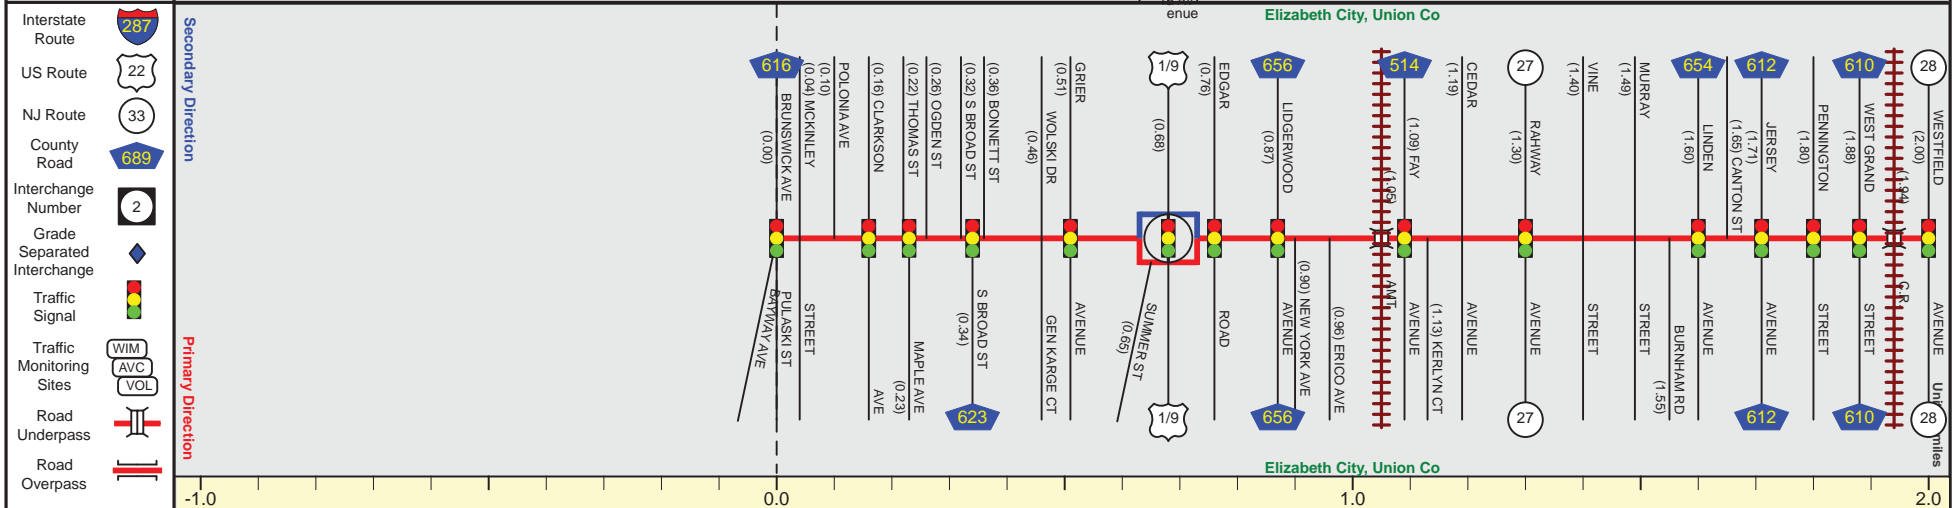 enue
Interstate
Route
287
US Route
22
NJ Route
33
County
Road
689
Interchange
Number
2
Grade
Separated
Interchange
Traffic
Signal
Traffic
Monitoring
Sites
WIM
AVC
VOL
Road
Underpass
Road
Overpass
Secondary Direction
Primary Direction
Elizabeth City, Union Co
616
1/9
656
514
27
654
612
610
28
BRUNSWICK AVE
(0.00)
(0.04) MCKINLEY
(0.10)
POLONIA AVE
(0.16) CLARKSON
(0.22) THOMAS ST
(0.26) OGDEN ST
(0.32) S BROAD ST
(0.36) BONNETT ST
WOLSKI DR
(0.46)
GRIER
(0.51)
(0.68)
EDGAR
(0.76)
LIDGERWOOD
(0.87)
(1.05)
(1.09) FAY
CEDAR
(1.19)
RAHWAY
(1.30)
VINE
(1.40)
MURRAY
(1.49)
LINDEN
(1.60)
(1.65) CANTON ST
JERSEY
(1.71)
PENNINGTON
(1.80)
WEST GRAND
(1.88)
(1.94)
WESTFIELD
(2.00)
BAYWAY AVE
PULASKI ST
STREET
AVE
MAPLE AVE
(0.23)
S BROAD ST
(0.34)
GEN KARGE CT
AVENUE
SUMMER ST
(0.65)
ROAD
AVENUE
(0.90) NEW YORK AVE
(0.96) ERICO AVE
AMT
AVENUE
(1.13) KERLYN CT
AVENUE
AVENUE
STREET
STREET
BURNHAM RD
(1.55)
AVENUE
AVENUE
STREET
STREET
C.R.
AVENUE
623
1/9
656
27
612
610
28
miles
Elizabeth City, Union Co
-1.0
0.0
1.0
2.0